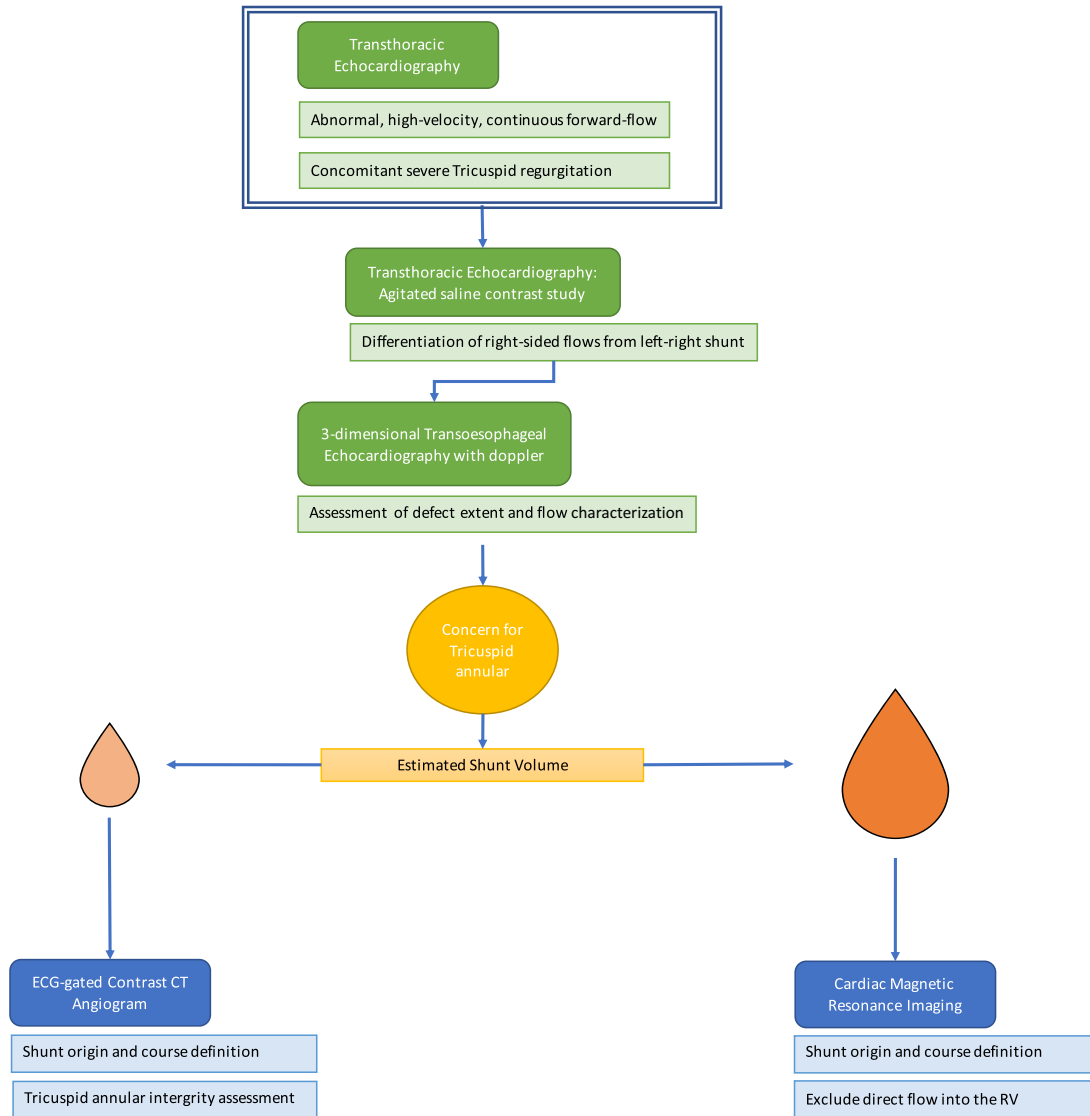 Transthoracic
Echocardiography
Abnormal, high-velocity, continuous forward-flow
Concomitant severe Tricuspid regurgitation
Transthoracic Echocardiography:
Agitated saline contrast study
Differentiation of right-sided flows from left-right shunt
3-dimensional Transoesophageal
Echocardiography with doppler
Assessment of defect extent and flow characterization
Concern for
Tricuspid
annular
Estimated Shunt Volume
ECG-gated Contrast CT
Angiogram
Shunt origin and course definition
Tricuspid annular intergrity assessment
Cardiac Magnetic
Resonance Imaging
Shunt origin and course definition
Exclude direct flow into the RV